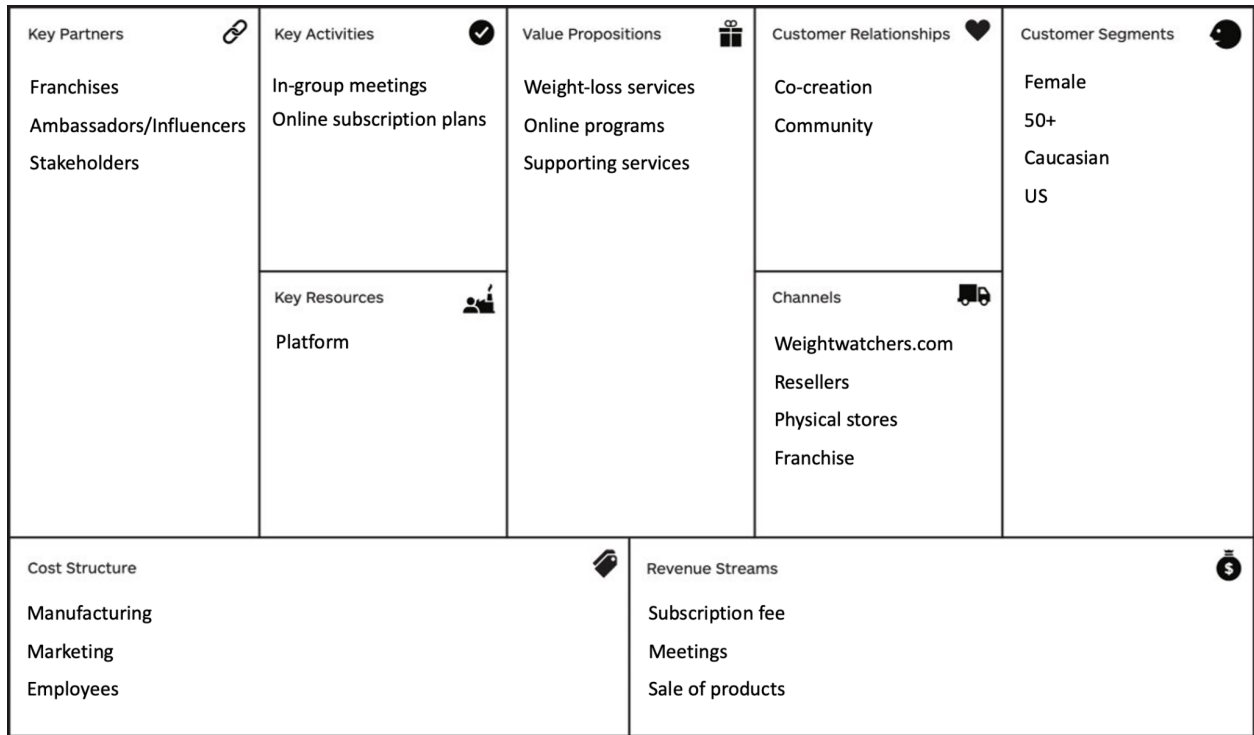 Key Partners
Franchises
Ambassadors/Influencers
Stakeholders
Key Activities
In-group meetings
Online subscription plans
Key Resources
Platform
Value Propositions
Weight-loss services
Online programs
Supporting services
Customer Relationships
Co-creation
Community
Channels
Weightwatchers.com
Resellers
Physical stores
Franchise
Customer Segments
Female
50+
Caucasian
US
Cost Structure
Manufacturing
Marketing
Employees
Revenue Streams
$
Subscription fee
Meetings
Sale of products